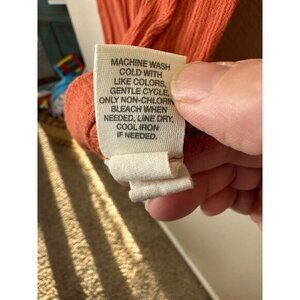 MACHINE WASH
COLD WITH
LIKE COLORS,
GENTLE CYCLE,
ONLY NON-CHLORIN
BLEACH WHEN
NEEDED, LINE DRY,
COOL IRON
IF NEEDED.